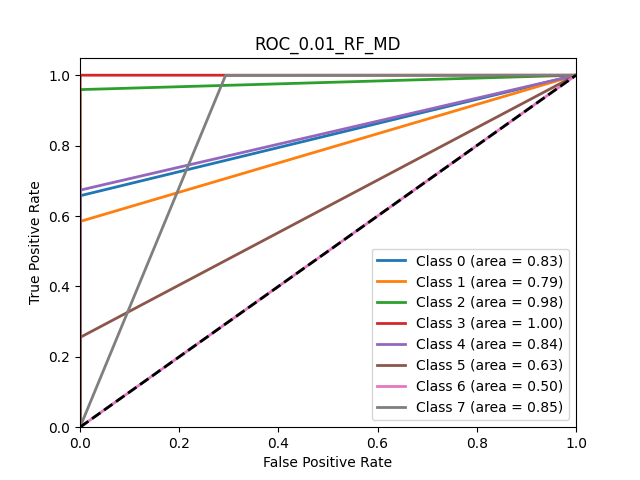 ROC_0.01_RF_MD
True Positive Rate
1.0
0.8
0.6
0.4
0.2
0.0
Class 0 (area = 0.83)
Class 1 (area = 0.79)
Class 2 (area = 0.98)
Class 3 (area = 1.00)
Class 4 (area = 0.84)
Class 5 (area = 0.63)
Class 6 (area = 0.50)
Class 7 (area = 0.85)
0.0 0.2 0.4 0.6 0.8 1.0
False Positive Rate